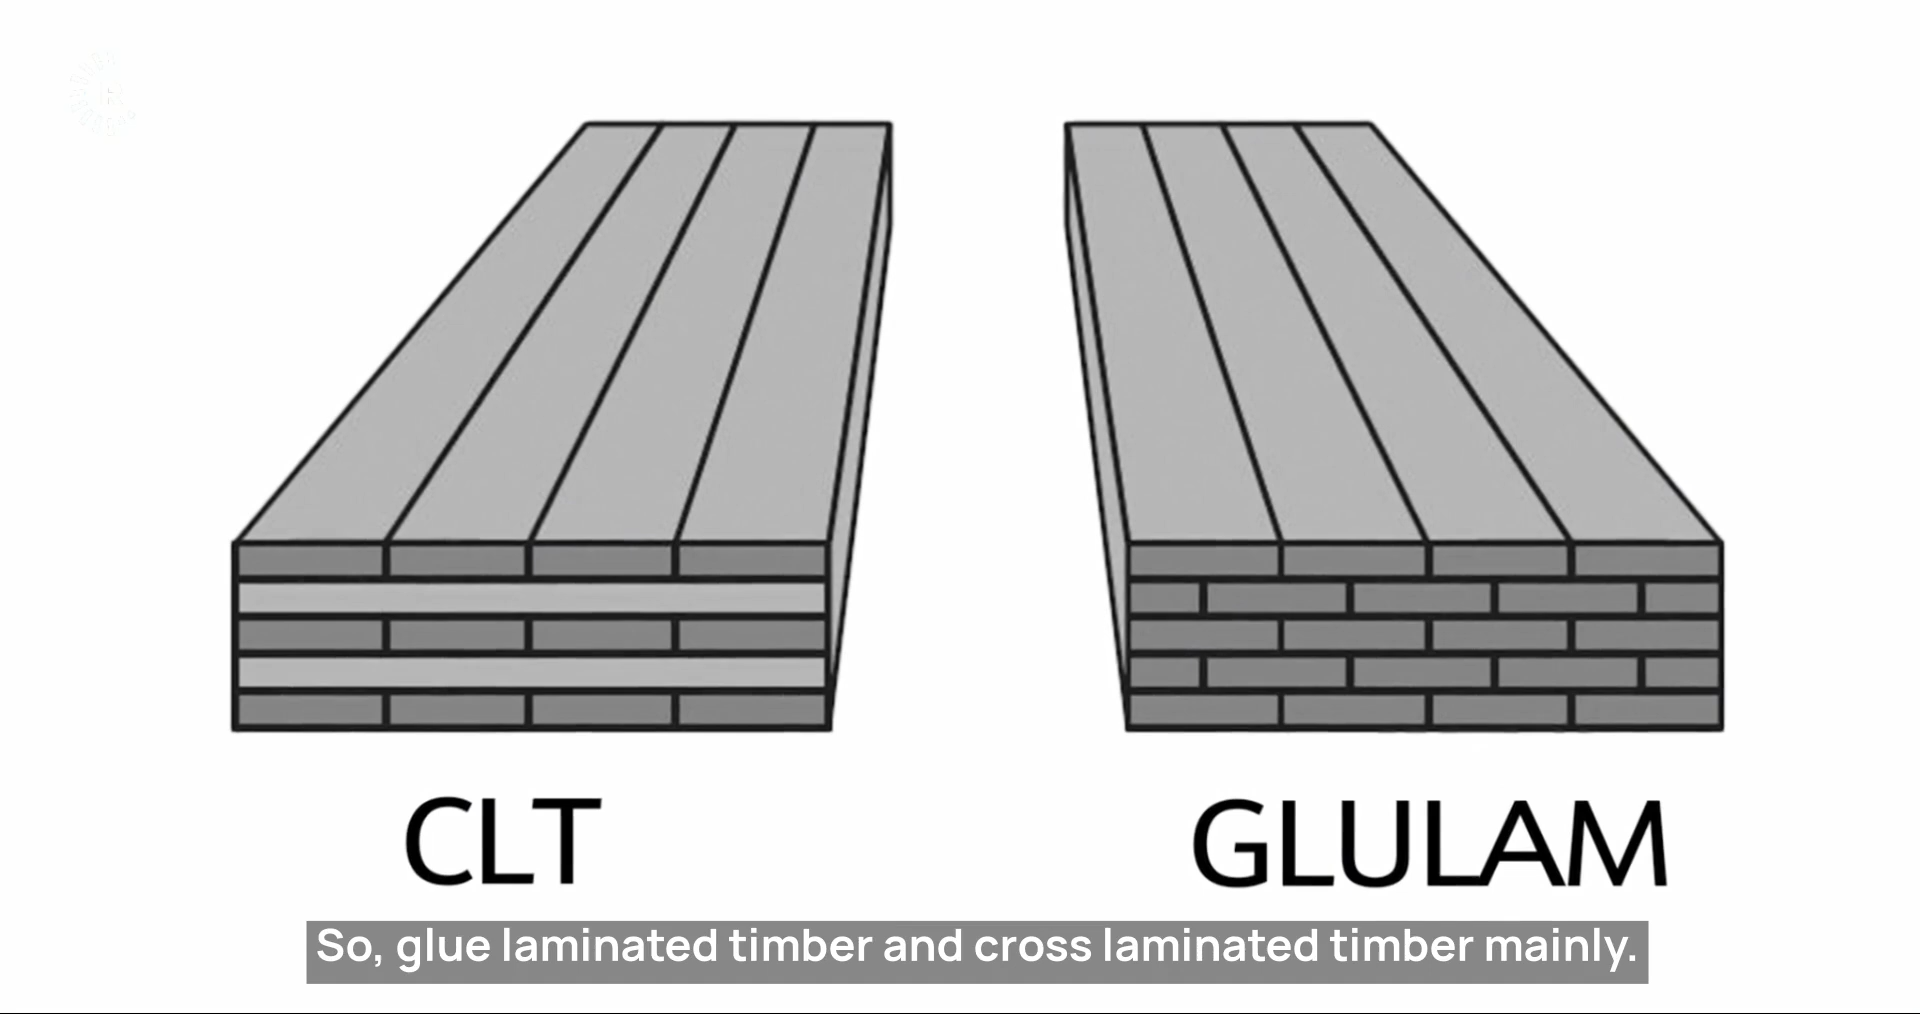 CLT
GLULAM
So, glue laminated timber and cross laminated timber mainly.